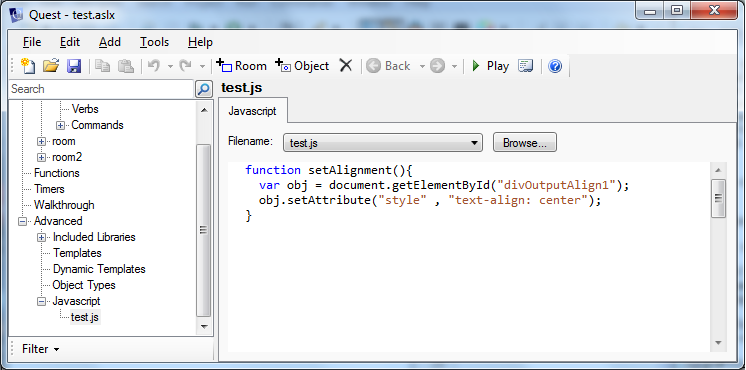 Quest - test.aslx
File Edit Add Tools Help
Room Object Back Play
Search
test.js
Verbs
Commands
room
room2
Functions
Timers
Walkthrough
Advanced
Included Libraries
Templates
Dynamic Templates
Object Types
Javascript
test.js
Filter
Javascript
Filename: test.js Browse...
function setAlignment(){
var obj = document.getElementById("divOutputAlign1");
obj.setAttribute("style" , "text-align: center");
}